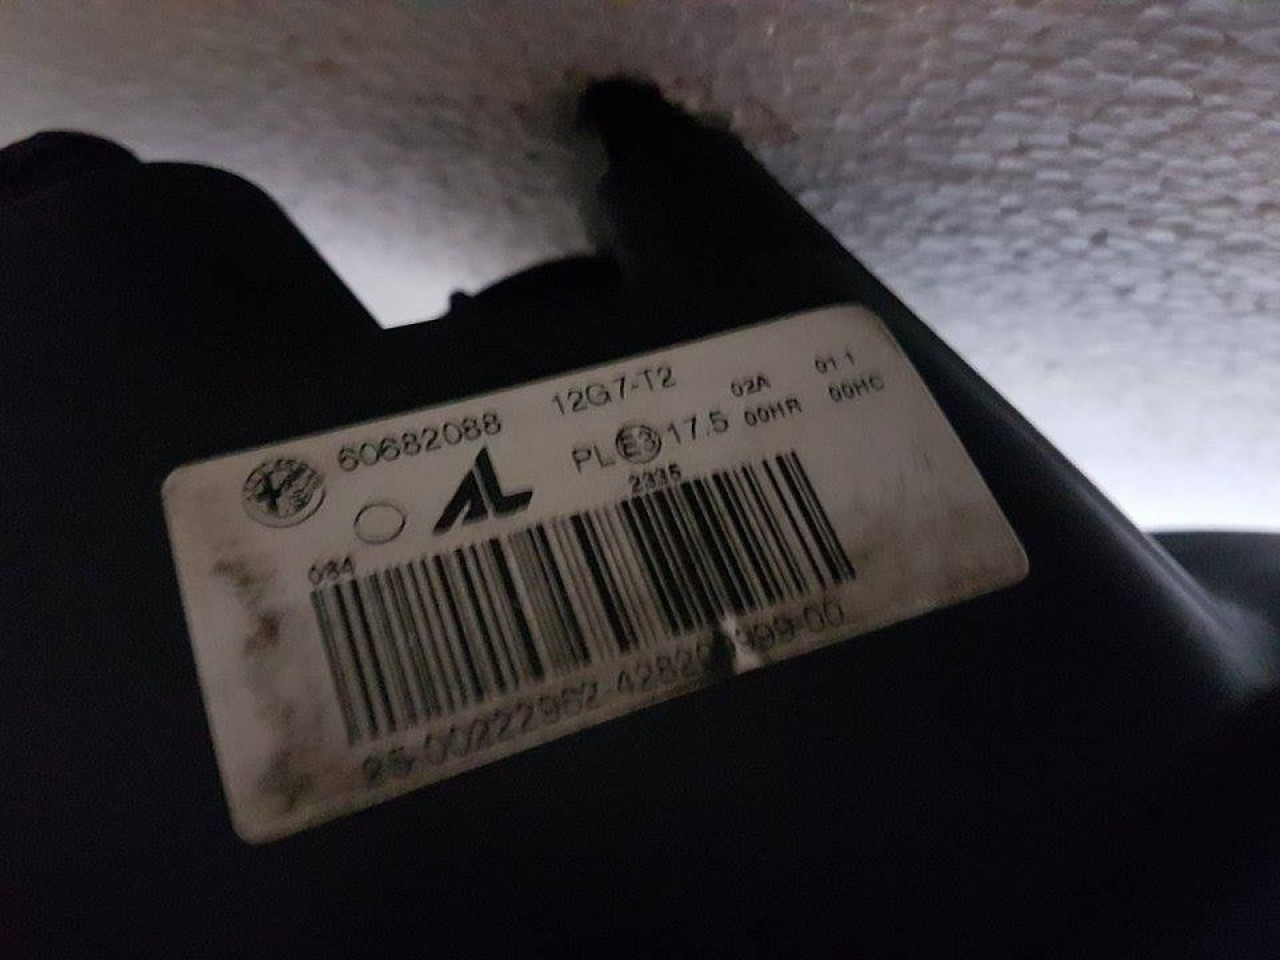 60682088 12G7-T2 02A 01 1
AL PL E3 17.5 00HR 00HC
2335
084